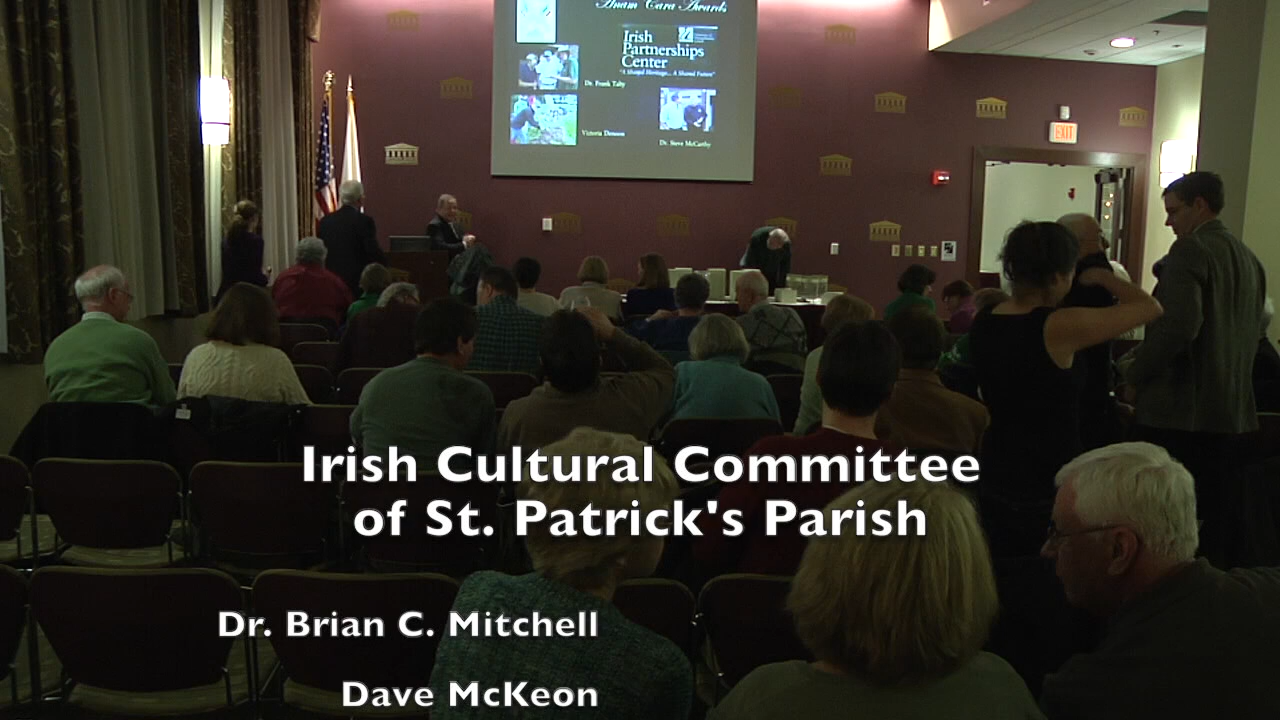 Anam Cara Awards
Irish
Partnerships
Center
"A Shared Heritage... A Shared Future"
Dr. Frank Talty
Victoria Denoon
Dr. Steve McCarthy
EXIT
Irish Cultural Committee
of St. Patrick's Parish
Dr. Brian C. Mitchell
Dave McKeon